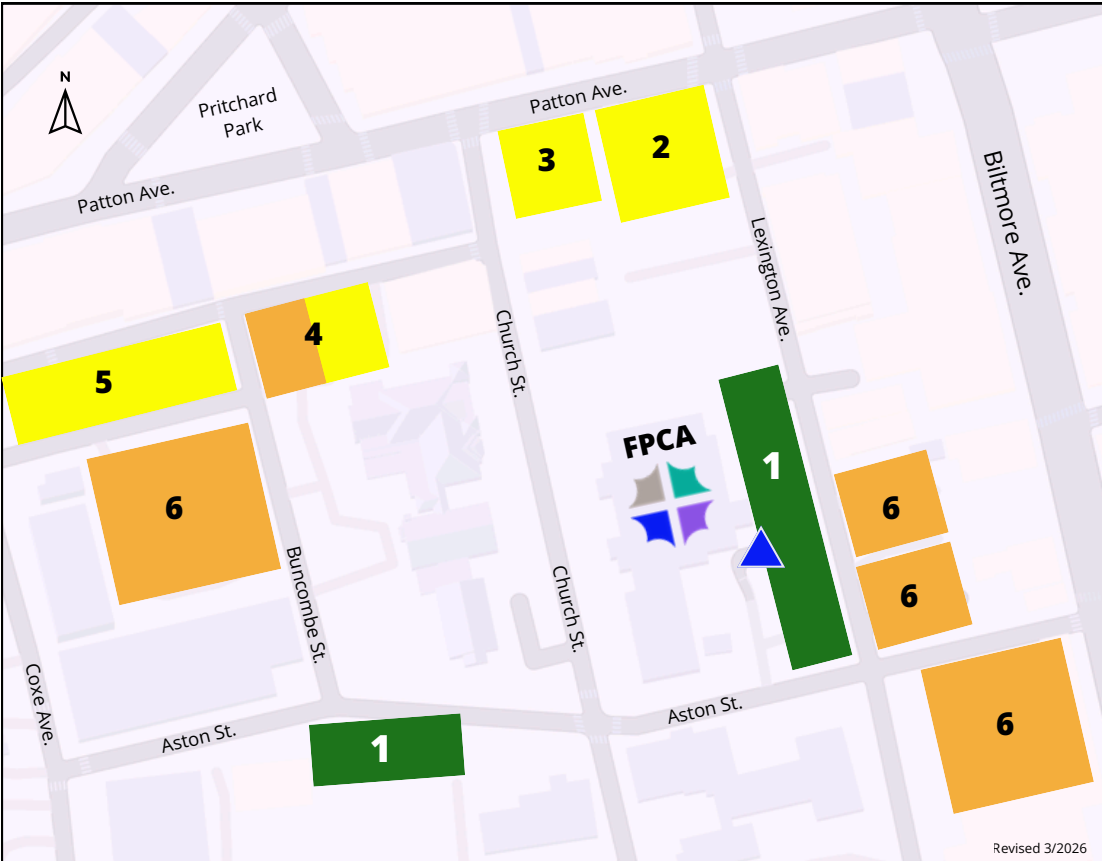 N
Pritchard
Park
Patton Ave.
Patton Ave.
3
2
Biltmore Ave.
Lexington Ave.
4
5
Church St.
FPCA
1
6
6
6
Buncombe St.
Church St.
Coxe Ave.
Aston St.
Aston St.
1
6
Revised 3/2026